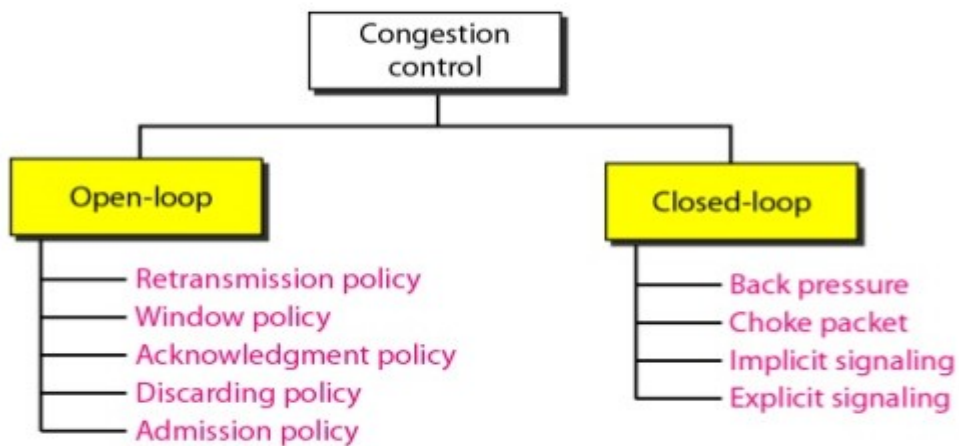 Congestion
control
Open-loop
Retransmission policy
Window policy
Acknowledgment policy
Discarding policy
Admission policy
Closed-loop
Back pressure
Choke packet
Implicit signaling
Explicit signaling